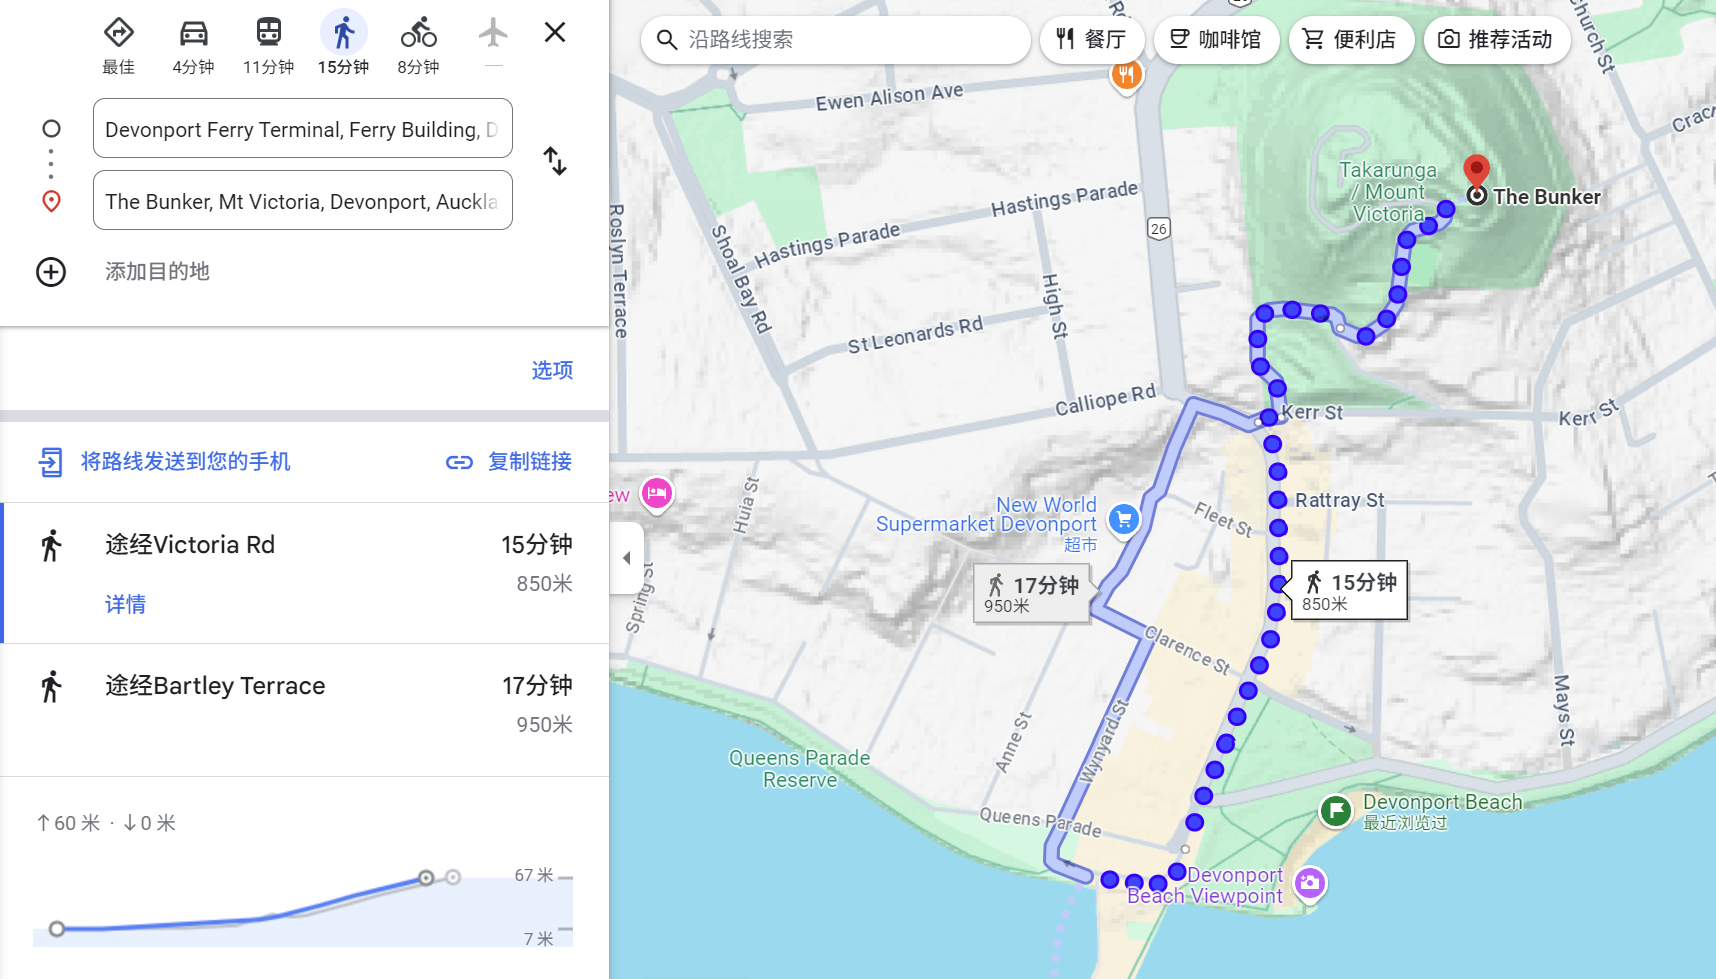 最佳
4分钟
11分钟
15分钟
8分钟
—
Devonport Ferry Terminal, Ferry Building, D
The Bunker, Mt Victoria, Devonport, Auckla
添加目的地
选项
将路线发送到您的手机
复制链接
途经Victoria Rd
15分钟
850米
详情
途经Bartley Terrace
17分钟
950米
↑60 米 · ↓0 米
67 米
7 米
沿路线搜索
餐厅
咖啡馆
便利店
推荐活动
Church St
Ewen Alison Ave
Hastings Parade
Hastings Parade
Roslyn Terrace
Shoal Bay Rd
High St
St Leonards Rd
Calliope Rd
26
Takarunga
/ Mount
Victoria
The Bunker
Kerr St
Kerr St
Rattray St
Fleet St
New World
Supermarket Devonport
超市
ew
Huia St
Spring St
17分钟
950米
15分钟
850米
Clarence St
Wynyard St
Anne St
Mays St
Queens Parade
Reserve
Queens Parade
Devonport Beach
最近浏览过
Devonport
Beach Viewpoint